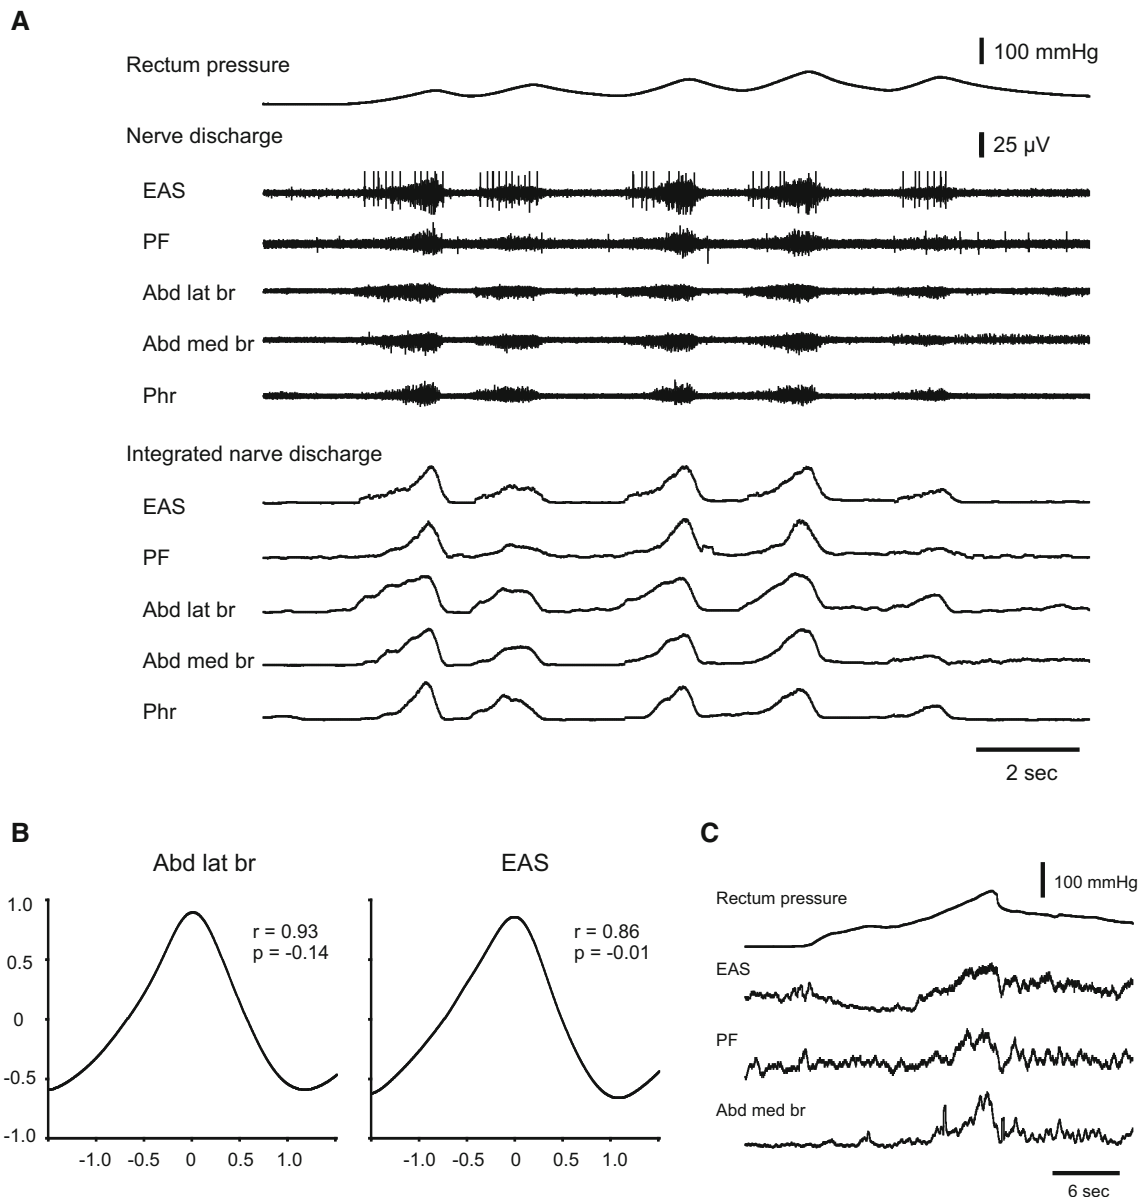 A
Rectum pressure
100 mmHg
Nerve discharge
25 µV
EAS
PF
Abd lat br
Abd med br
Phr
Integrated narve discharge
EAS
PF
Abd lat br
Abd med br
Phr
2 sec
B
Abd lat br
EAS
1.0
0.5
0
-0.5
-1.0
r = 0.93
p = -0.14
r = 0.86
p = -0.01
-1.0 -0.5 0 0.5 1.0
-1.0 -0.5 0 0.5 1.0
C
100 mmHg
Rectum pressure
EAS
PF
Abd med br
6 sec